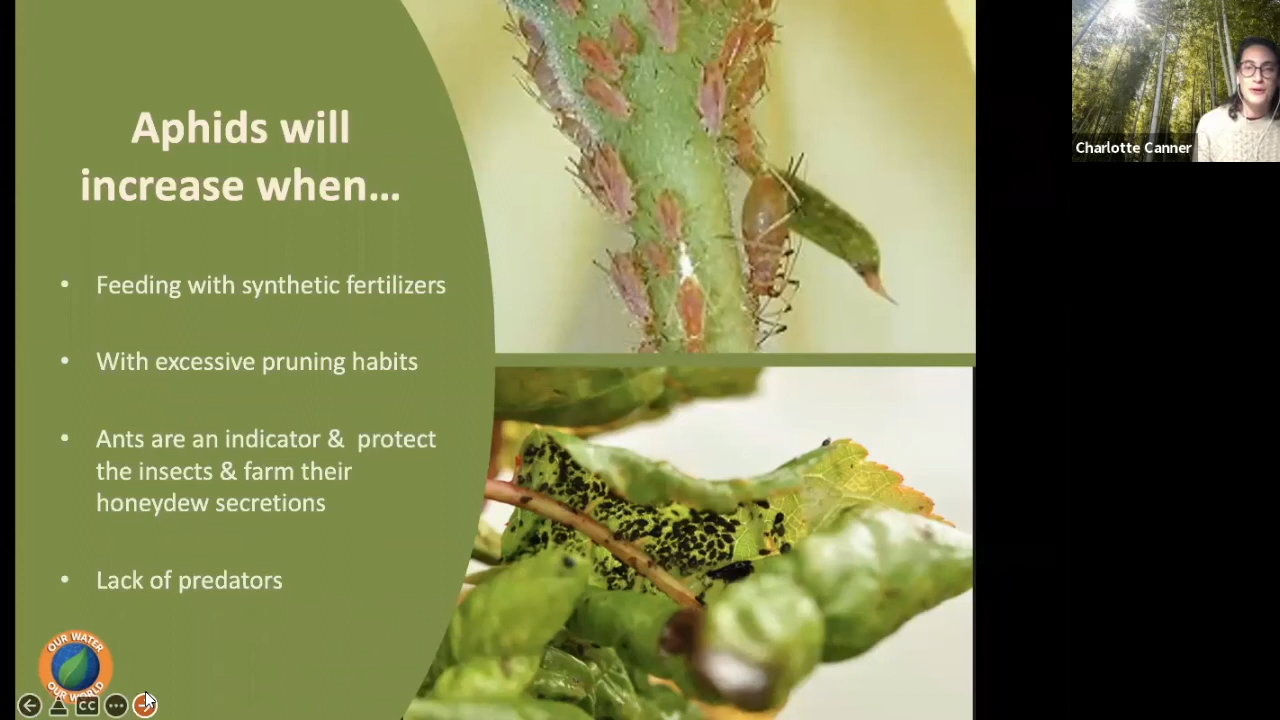 Aphids will
increase when...
• Feeding with synthetic fertilizers
• With excessive pruning habits
• Ants are an indicator & protect
the insects & farm their
honeydew secretions
• Lack of predators
Charlotte Canner
OUR WATER
OUR WORLD
CC